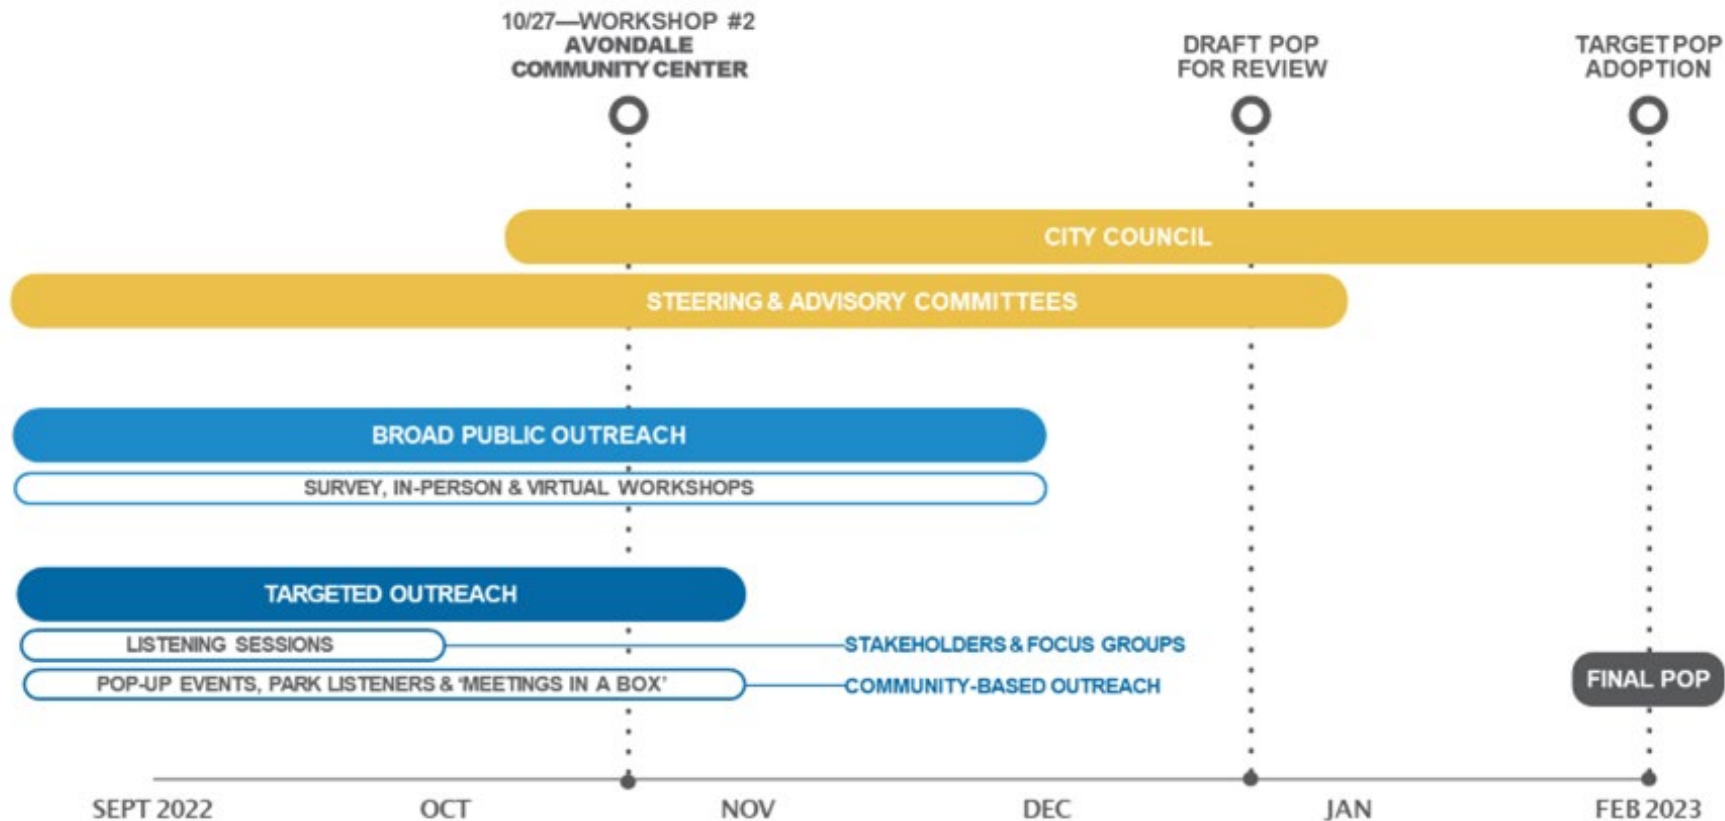 10/27—WORKSHOP #2
AVONDALE
COMMUNITY CENTER
DRAFT POP
FOR REVIEW
TARGET POP
ADOPTION
CITY COUNCIL
STEERING & ADVISORY COMMITTEES
BROAD PUBLIC OUTREACH
SURVEY, IN-PERSON & VIRTUAL WORKSHOPS
TARGETED OUTREACH
LISTENING SESSIONS
STAKEHOLDERS & FOCUS GROUPS
POP-UP EVENTS, PARK LISTENERS & ‘MEETINGS IN A BOX’
COMMUNITY-BASED OUTREACH
FINAL POP
SEPT 2022 OCT NOV DEC JAN FEB 2023